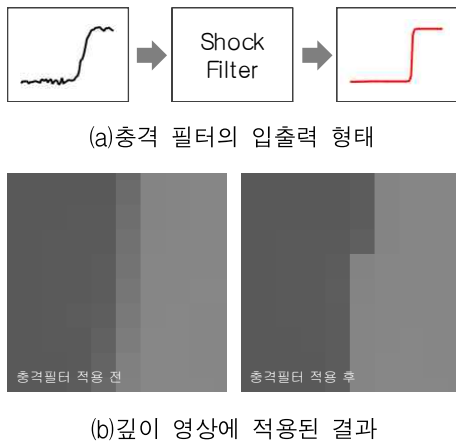 Shock
Filter
(a)충격 필터의 입출력 형태
충격필터 적용 전
충격필터 적용 후
(b)깊이 영상에 적용된 결과